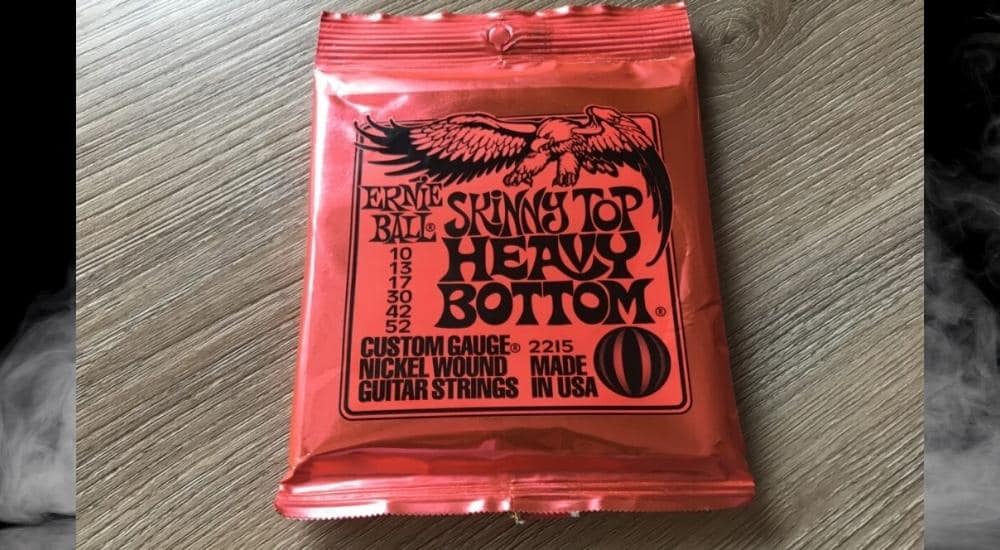 ERNIE
BALL®
SKINNY TOP
HEAVY
BOTTOM®
10
13
17
30
42
52
CUSTOM GAUGE®
NICKEL WOUND
GUITAR STRINGS
2215
MADE
IN USA